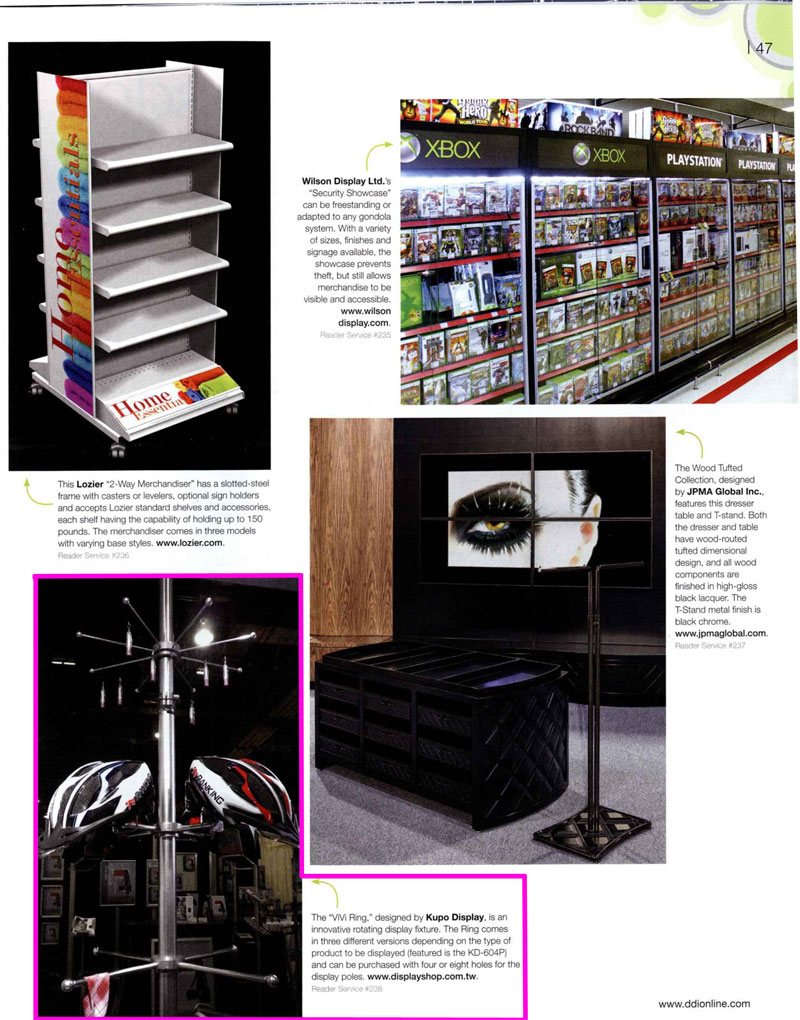 | 47
Home Essentials
Home
Essential
Wilson Display Ltd.'s
"Security Showcase"
can be freestanding or
adapted to any gondola
system. With a variety
of sizes, finishes and
signage available, the
showcase prevents
theft, but still allows
merchandise to be
visible and accessible.
www.wilson
display.com.
Reader Service #235
GUITAR
HERO
WORLD TOUR
ROCK BAND
XBOX
XBOX
PLAYSTATION
PLAYSTATION
This Lozier "2-Way Merchandiser" has a slotted-steel
frame with casters or levelers, optional sign holders
and accepts Lozier standard shelves and accessories,
each shelf having the capability of holding up to 150
pounds. The merchandiser comes in three models
with varying base styles. www.lozier.com.
Reader Service #236
The Wood Tufted
Collection, designed
by JPMA Global Inc.,
features this dresser
table and T-stand. Both
the dresser and table
have wood-routed
tufted dimensional
design, and all wood
components are
finished in high-gloss
black lacquer. The
T-Stand metal finish is
black chrome.
www.jpmaglobal.com.
Reader Service #237
RANKING
The "ViVi Ring," designed by Kupo Display, is an
innovative rotating display fixture. The Ring comes
in three different versions depending on the type of
product to be displayed (featured is the KD-604P)
and can be purchased with four or eight holes for the
display poles. www.displayshop.com.tw.
Reader Service #238
www.ddionline.com